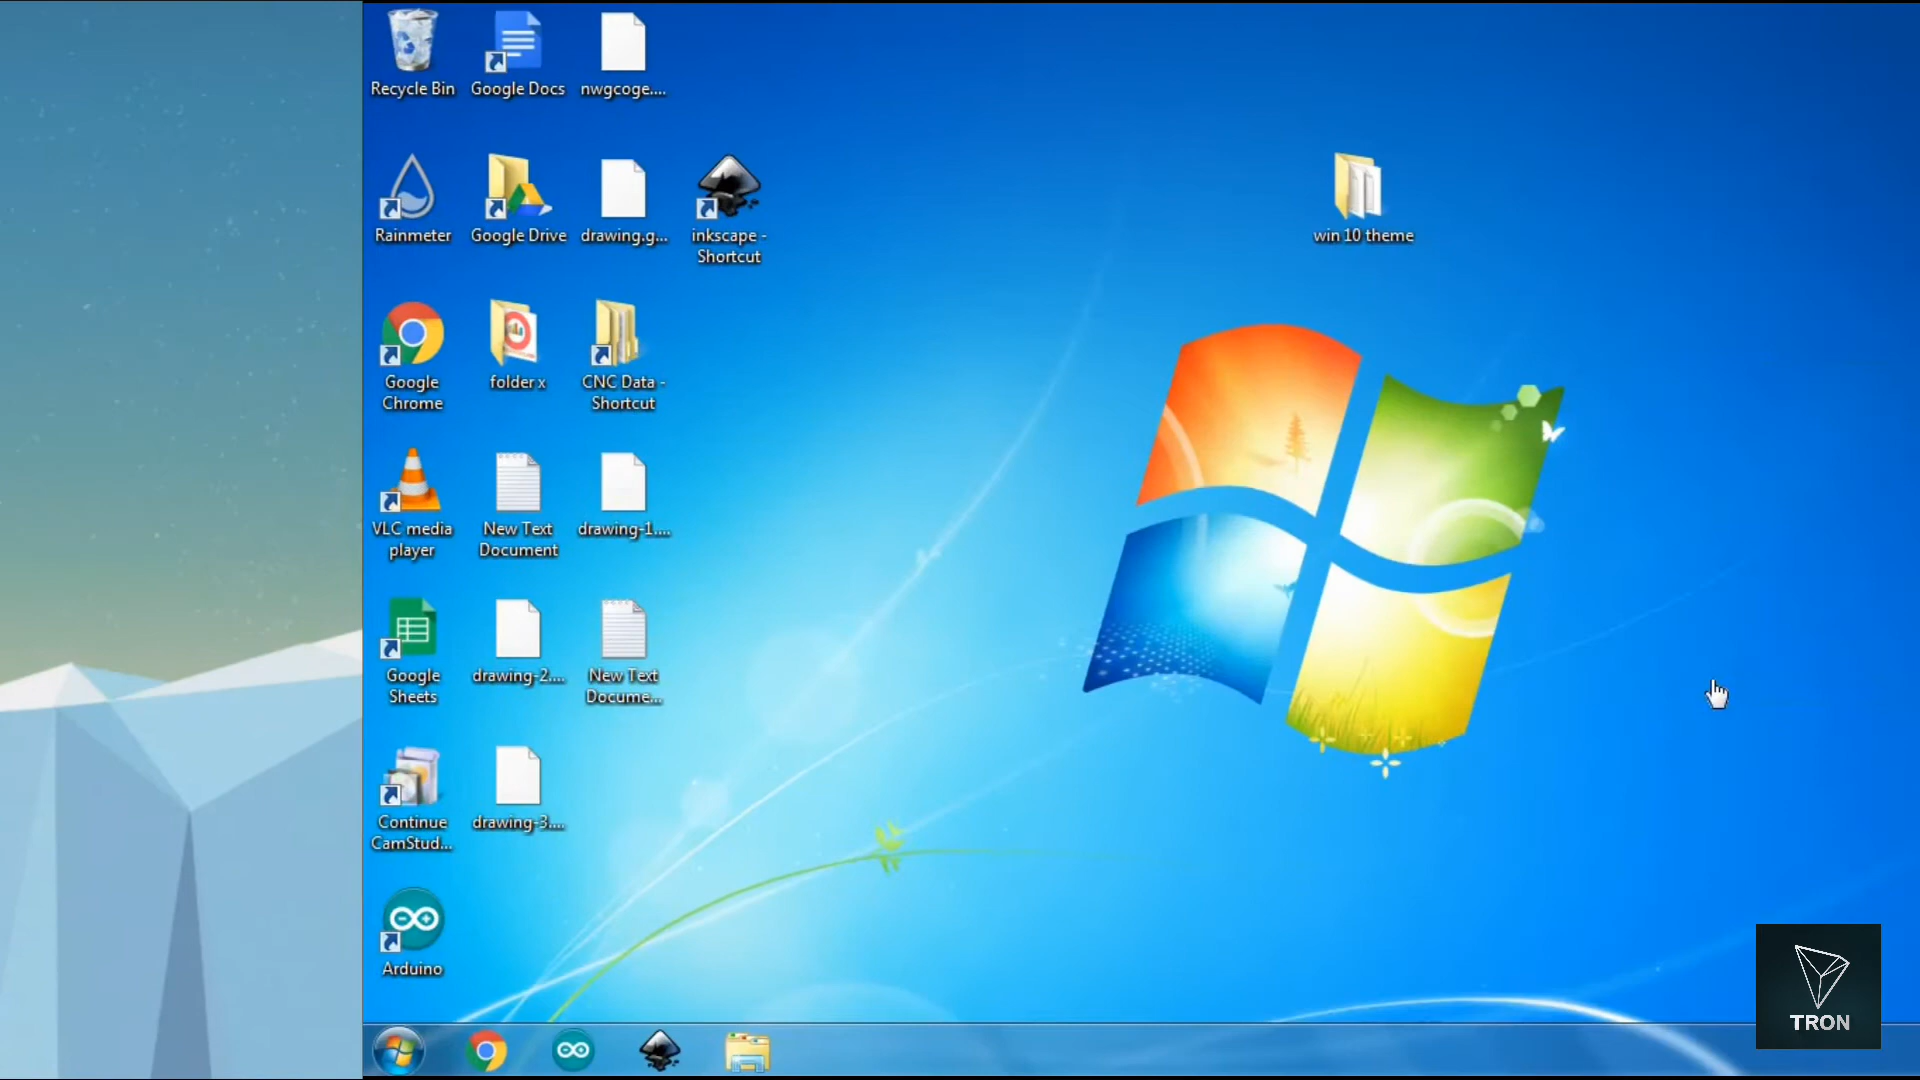 Recycle Bin
Google Docs
nwgcoge....
Rainmeter
Google Drive
drawing.g...
inkscape -
Shortcut
win 10 theme
Google
Chrome
folder x
CNC Data -
Shortcut
VLC media
player
New Text
Document
drawing-1....
Google
Sheets
drawing-2....
New Text
Docume...
Continue
CamStud...
drawing-3....
Arduino
TRON